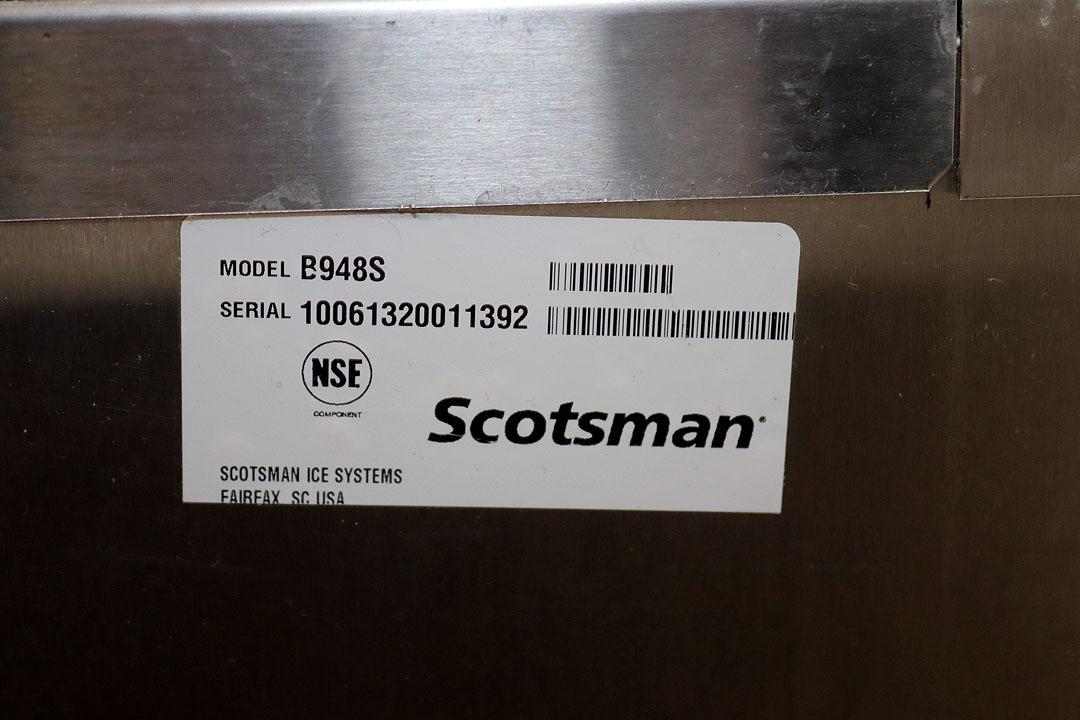 MODEL B948S
SERIAL 10061320011392
NSF
COMPONENT
Scotsman®
SCOTSMAN ICE SYSTEMS
FAIRFAX, SC USA